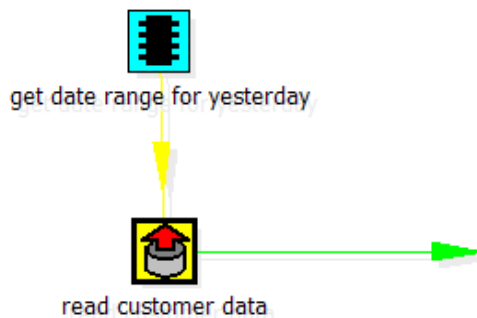 get date range for yesterday
read customer data